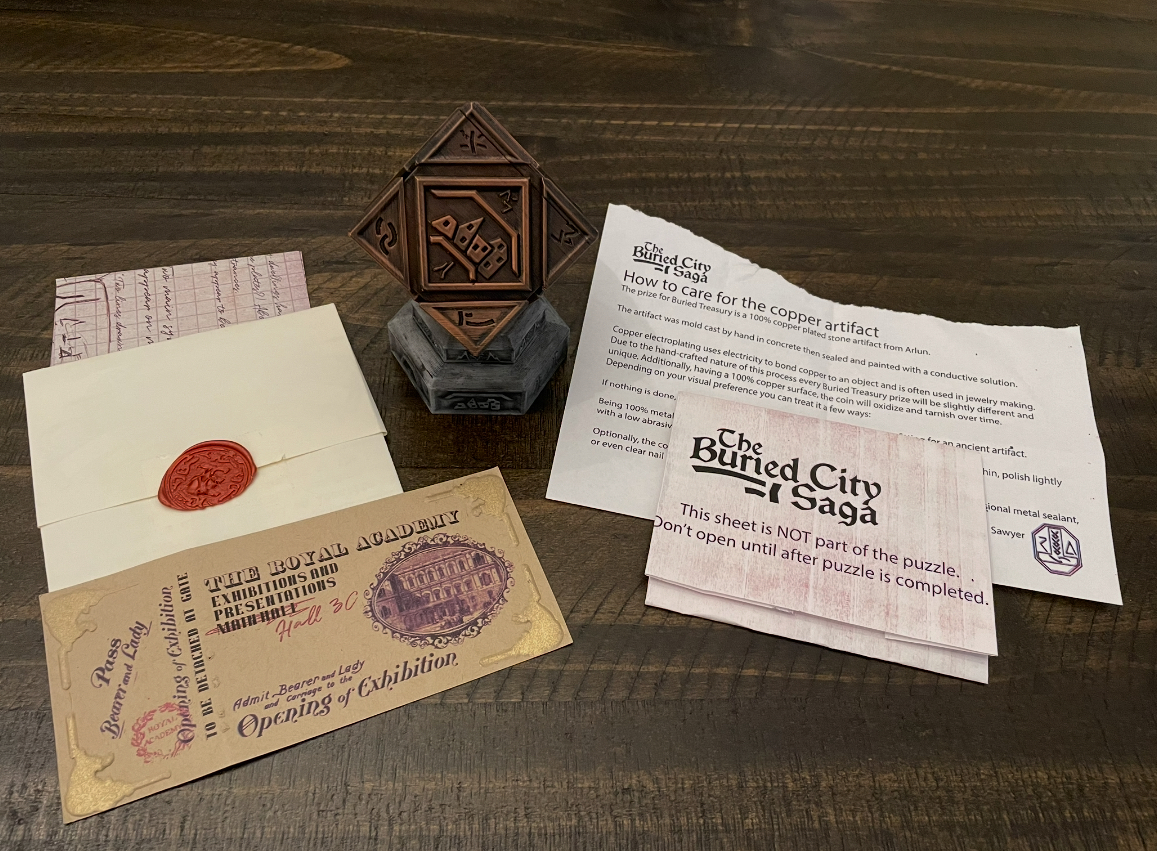 The
Buried City
Saga
How to care for the copper artifact
The prize for Buried Treasury is a 100% copper plated stone artifact from Arlun.
The artifact was mold cast by hand in concrete then sealed and painted with a conductive solution.
Copper electroplating uses electricity to bond copper to an object and is often used in jewelry making.
Due to the hand-crafted nature of this process every Buried Treasury prize will be slightly different and
unique. Additionally, having a 100% copper surface, the coin will oxidize and tarnish over time.
Depending on your visual preference you can treat it a few ways:
If nothing is done, for an ancient artifact.
Being 100% metal polish lightly
with a low
Optionally, the metal sealant,
or even clear nail Sawyer
The
Buried City
Saga
This sheet is NOT part of the puzzle.
Don't open until after puzzle is completed.
THE ROYAL ACADEMY
EXHIBITIONS AND
PRESENTATIONS
MAIN HALL
Hall 3C
Admit Bearer and Lady
and Carriage to the
Opening of Exhibition
Pass
Bearer and Lady
Opening of Exhibition
TO BE DETACHED AT GATE
ROYAL
ACADEMY